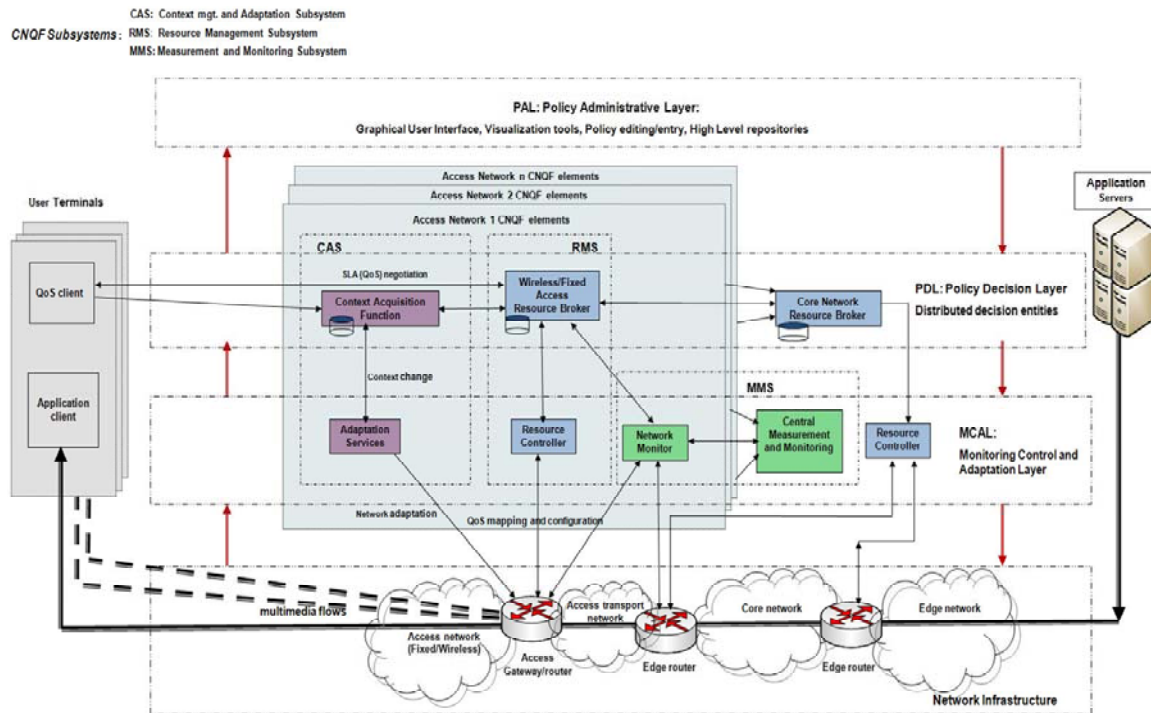 CAS: Context mgt. and Adaptation Subsystem
CNQF Subsystems: RMS: Resource Management Subsystem
MMS: Measurement and Monitoring Subsystem
PAL: Policy Administrative Layer:
Graphical User Interface, Visualization tools, Policy editing/entry, High Level repositories
Access Network n CNQF elements
Access Network 2 CNQF elements
Access Network 1 CNQF elements
User Terminals
Application
Servers
CAS
RMS
QoS client
SLA (QoS) negotiation
Context Acquisition
Function
Wireless/Fixed
Access
Resource Broker
Core Network
Resource Broker
PDL: Policy Decision Layer
Distributed decision entities
Context change
MMS
Application
client
Adaptation
Services
Resource
Controller
Network
Monitor
Central
Measurement
and Monitoring
Resource
Controller
MCAL:
Monitoring Control and
Adaptation Layer
Network adaptation
QoS mapping and configuration
multimedia flows
Access network
(Fixed/Wireless)
Access
Gateway/router
Access transport
network
Edge router
Core network
Edge router
Edge network
Network Infrastructure